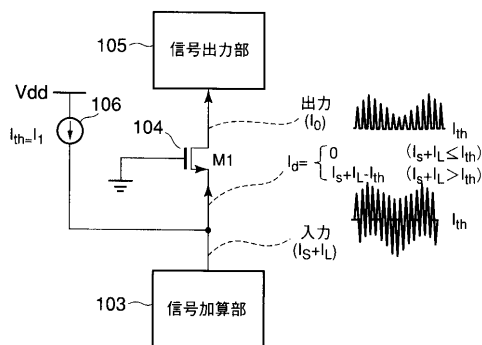 105
信号出力部
Vdd
106
Ith=I1
104
M1
出力
(I0)
Ith
Id= { 0 (Is+IL≤Ith)
Is+IL-Ith (Is+IL>Ith)
入力
(IS+IL)
Ith
103
信号加算部